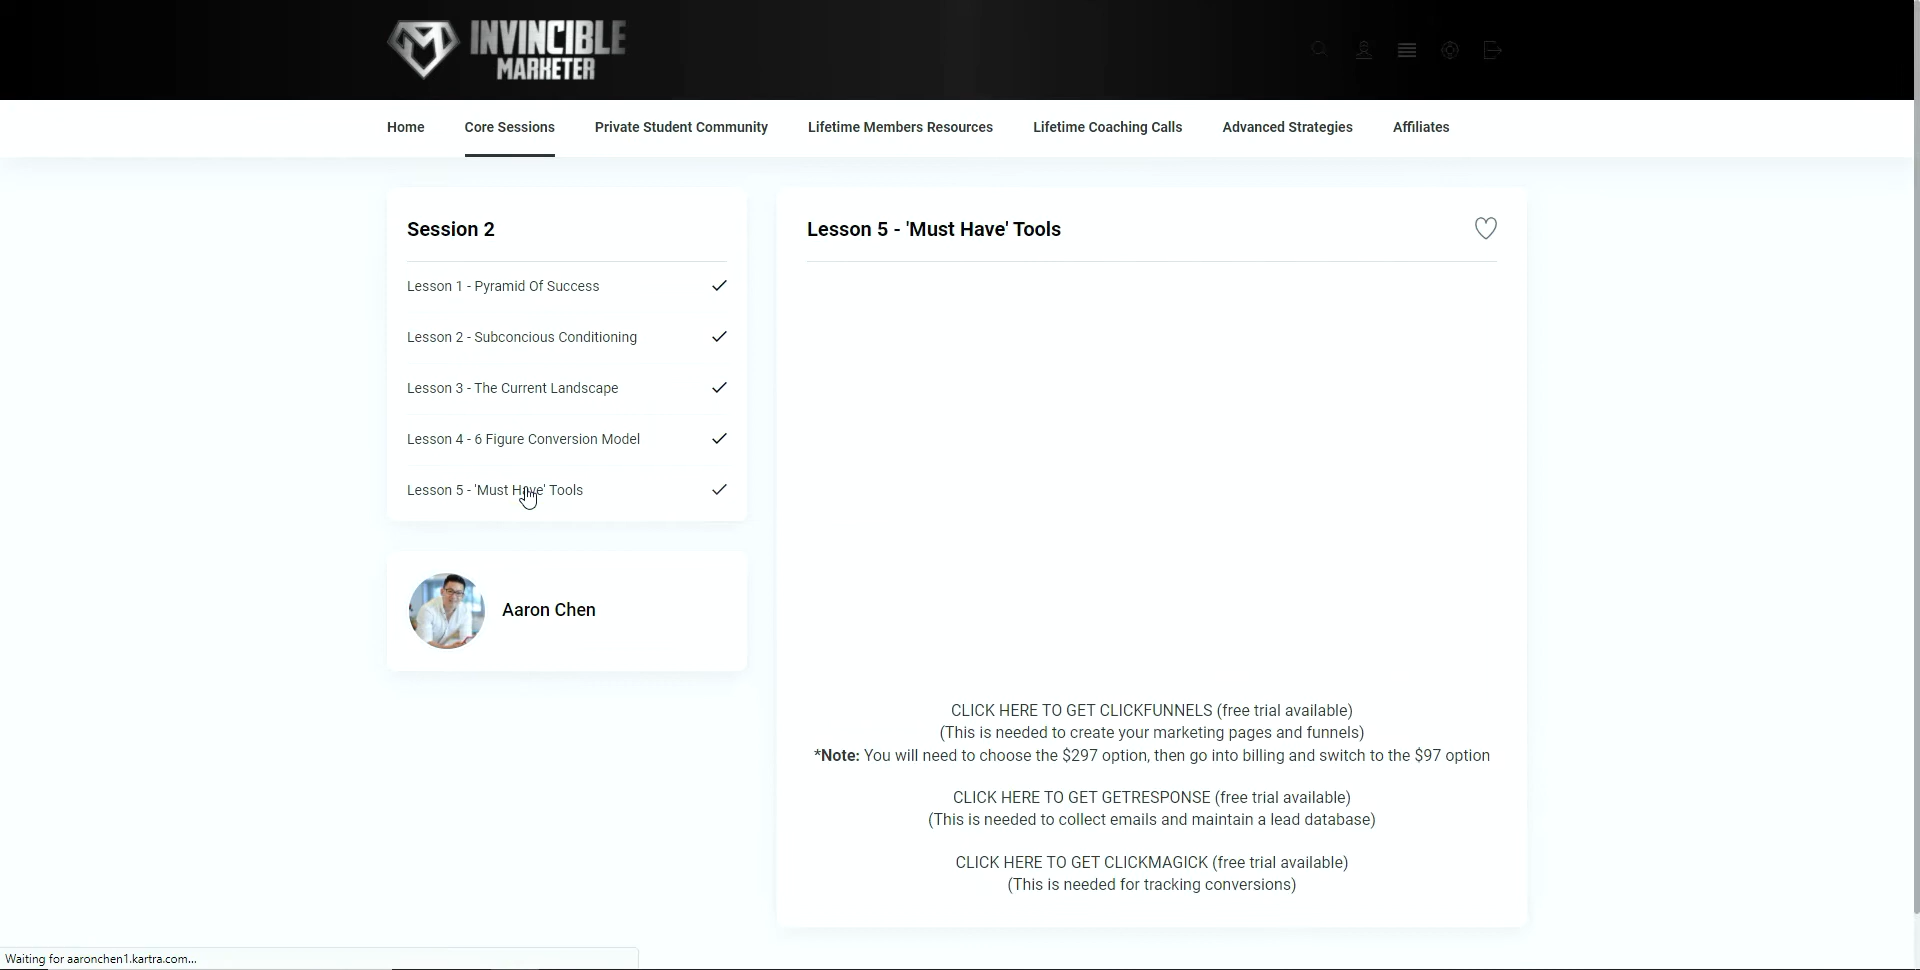 INVINCIBLE
MARKETER
Home
Core Sessions
Private Student Community
Lifetime Members Resources
Lifetime Coaching Calls
Advanced Strategies
Affiliates
Session 2
Lesson 1 - Pyramid Of Success
Lesson 2 - Subconcious Conditioning
Lesson 3 - The Current Landscape
Lesson 4 - 6 Figure Conversion Model
Lesson 5 - 'Must Have' Tools
Aaron Chen
Lesson 5 - 'Must Have' Tools
CLICK HERE TO GET CLICKFUNNELS (free trial available)
(This is needed to create your marketing pages and funnels)
*Note: You will need to choose the $297 option, then go into billing and switch to the $97 option
CLICK HERE TO GET GETRESPONSE (free trial available)
(This is needed to collect emails and maintain a lead database)
CLICK HERE TO GET CLICKMAGICK (free trial available)
(This is needed for tracking conversions)
Waiting for aaronchen1.kartra.com...